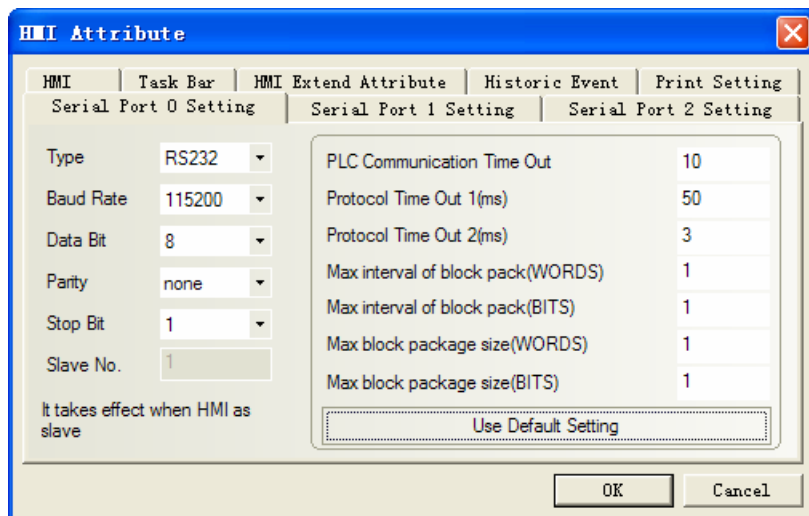 HMI Attribute
HMI
Task Bar
HMI Extend Attribute
Historic Event
Print Setting
Serial Port 0 Setting
Serial Port 1 Setting
Serial Port 2 Setting
Type
RS232
Baud Rate
115200
Data Bit
8
Parity
none
Stop Bit
1
Slave No.
1
It takes effect when HMI as
slave
PLC Communication Time Out
10
Protocol Time Out 1(ms)
50
Protocol Time Out 2(ms)
3
Max interval of block pack(WORDS)
1
Max interval of block pack(BITS)
1
Max block package size(WORDS)
1
Max block package size(BITS)
1
Use Default Setting
OK
Cancel